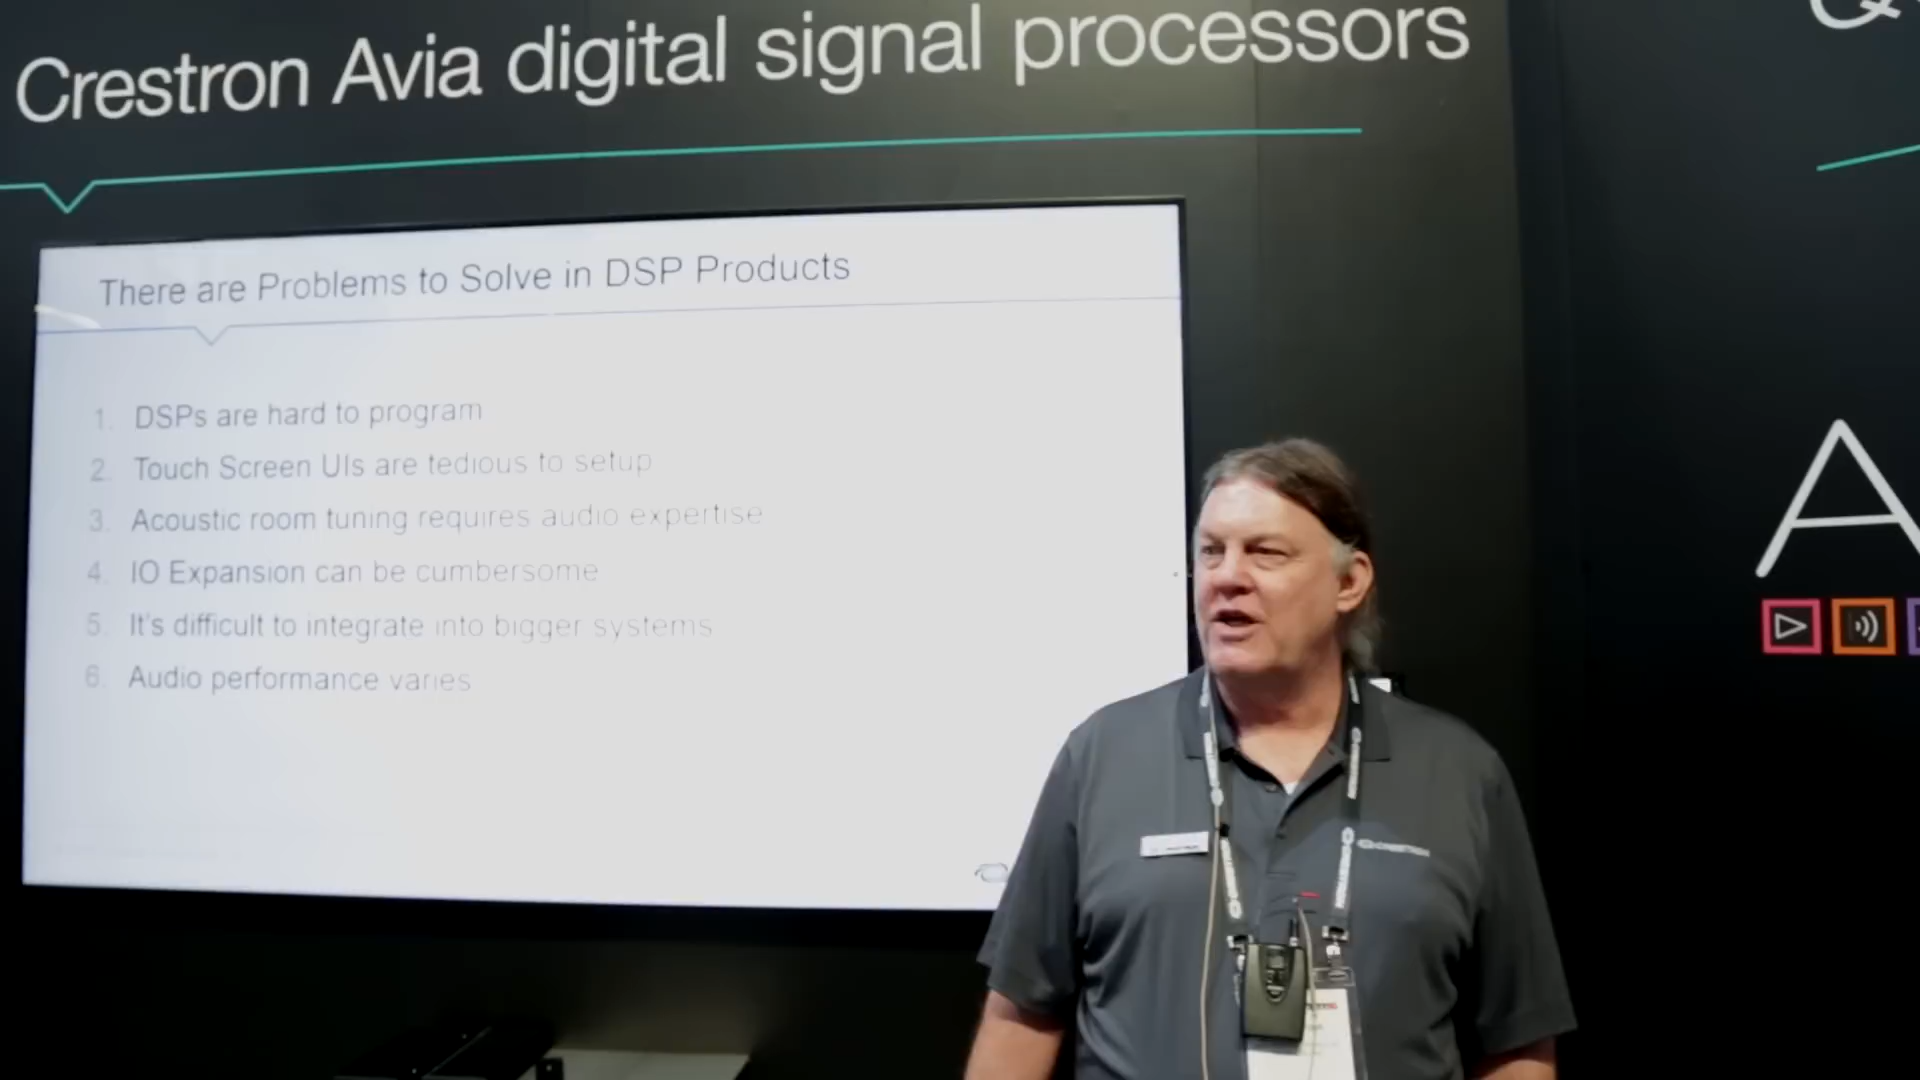 Crestron Avia digital signal processors
There are Problems to Solve in DSP Products
1. DSPs are hard to program
2. Touch Screen UIs are tedious to setup
3. Acoustic room tuning requires audio expertise
4. IO Expansion can be cumbersome
5. It's difficult to integrate into bigger systems
6. Audio performance varies
A
CRESTRON